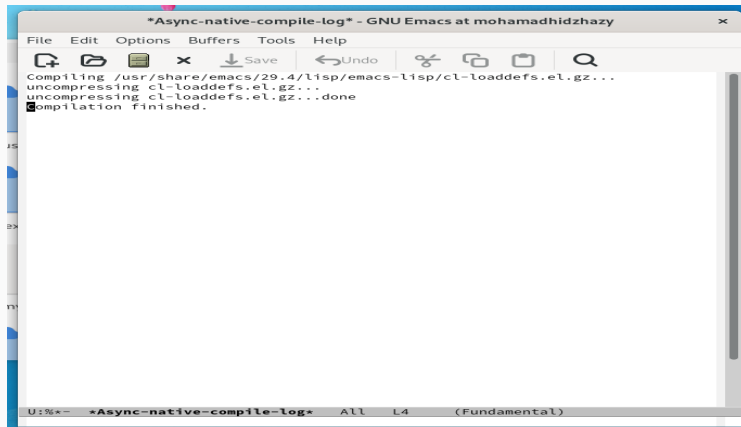 *Async-native-compile-log* - GNU Emacs at mohamadhidzhazy
File Edit Options Buffers Tools Help
Save Undo
Compiling /usr/share/emacs/29.4/lisp/emacs-lisp/cl-loaddefs.el.gz...
uncompressing cl-loaddefs.el.gz...
uncompressing cl-loaddefs.el.gz...done
Compilation finished.
U:%*- *Async-native-compile-log* All L4 (Fundamental)